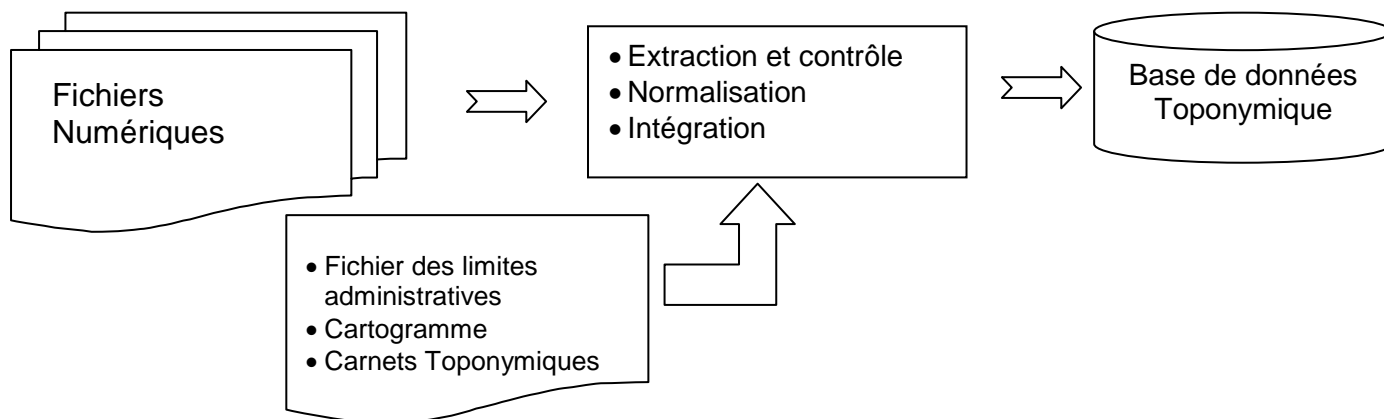 Fichiers
Numériques
• Extraction et contrôle
• Normalisation
• Intégration
Base de données
Toponymique
• Fichier des limites
administratives
• Cartogramme
• Carnets Toponymiques